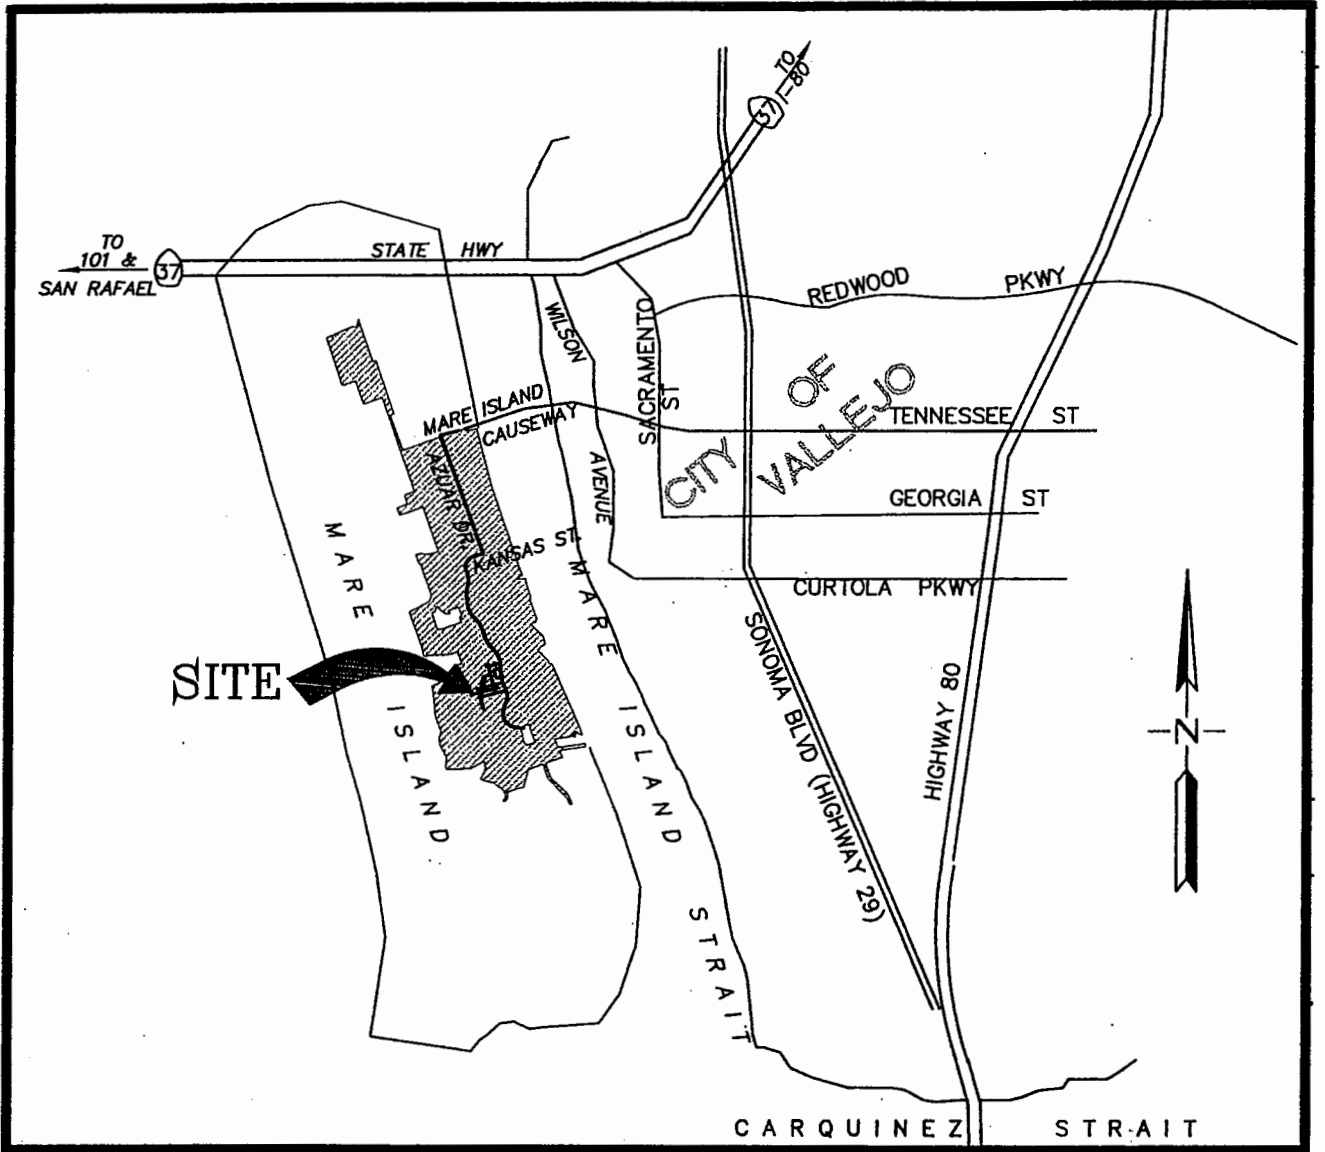 TO
I-80
37
TO
101 &
SAN RAFAEL
37
STATE HWY
REDWOOD PKWY
WILSON
AVENUE
SACRAMENTO
ST
MARE ISLAND
CAUSEWAY
CITY
OF
VALLEJO
TENNESSEE ST
AZUAR DR.
GEORGIA ST
KANSAS ST.
CURTOLA PKWY
MARE
ISLAND
SITE
MARE
ISLAND
STRAIT
SONOMA BLVD (HIGHWAY 29)
HIGHWAY 80
N
CARQUINEZ STRAIT